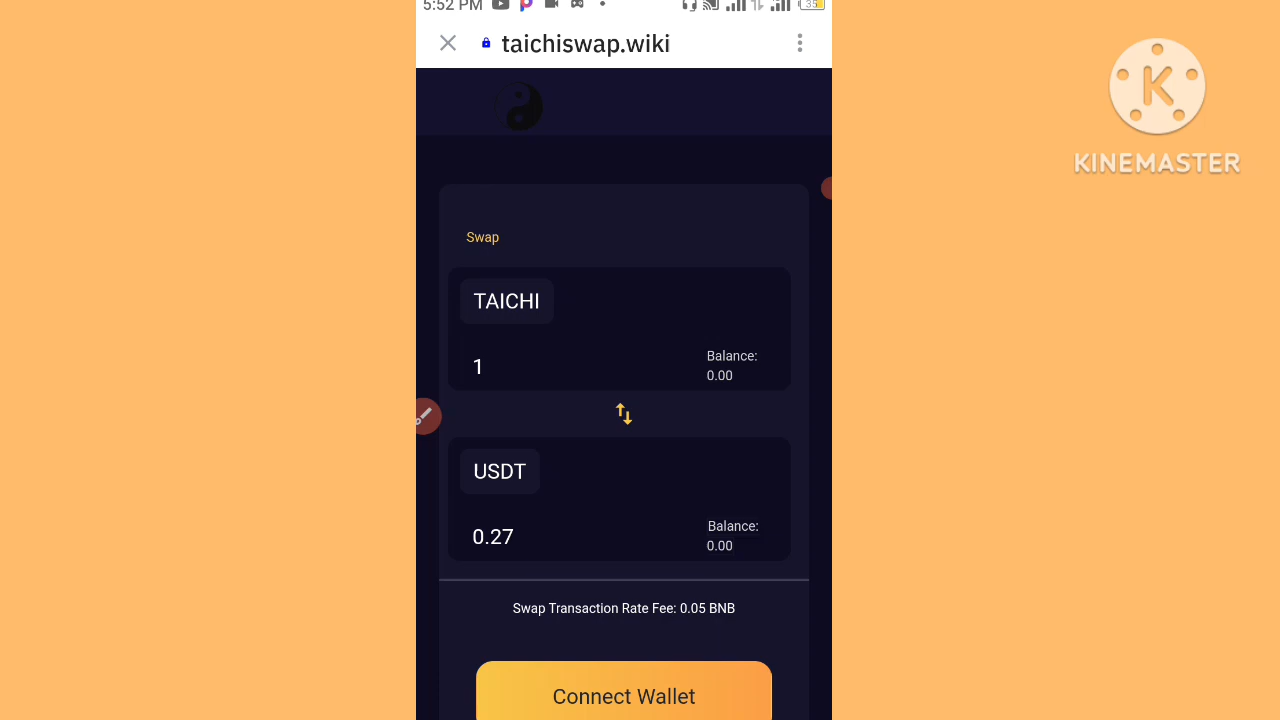 5:52 PM
35
taichiswap.wiki
K
KINEMASTER
Swap
TAICHI
1
Balance:
0.00
USDT
0.27
Balance:
0.00
Swap Transaction Rate Fee: 0.05 BNB
Connect Wallet